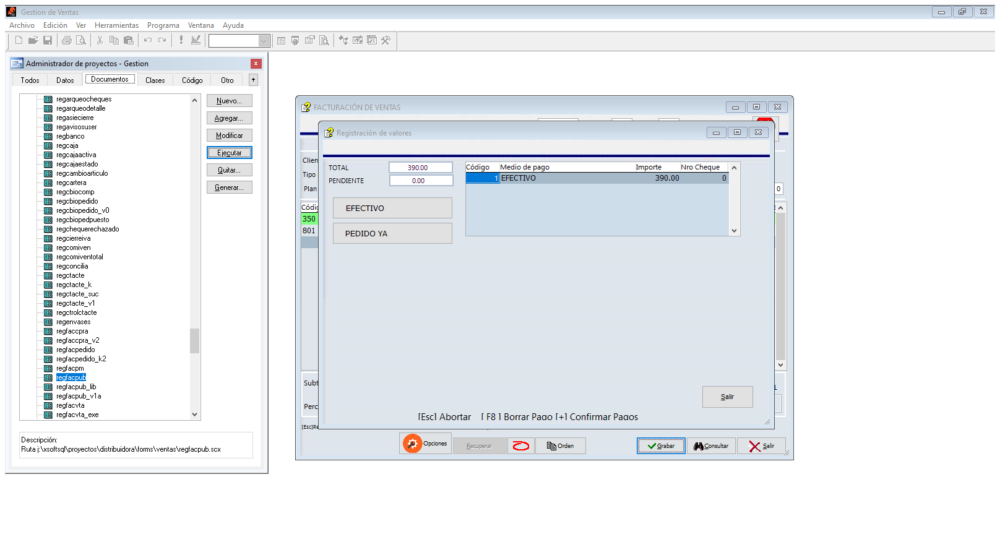 Gestion de Ventas
Archivo Edición Ver Herramientas Programa Ventana Ayuda
Administrador de proyectos - Gestion
Todos Datos Documentos Clases Código Otro
regarqueocheques
regarqueodetalle
regasiecierre
regavisosuser
regbanco
regcaja
regcajaactiva
regcajaestado
regcambioarticulo
regcartera
regcbiocomp
regcbiopedido
regcbiopedido_v0
regcbiopedpuesto
regchequerechazado
regcierreiva
regcomiven
regcomiventotal
regconcilia
regctacte
regctacte_k
regctacte_suc
regctacte_v1
regctrolctacte
regenvases
regfaccpra
regfaccpra_v2
regfacpedido
regfacpedido_k2
regfacpm
regfacpub
regfacpub_lib
regfacpub_v1a
regfacvta
regfacvta_exe
Nuevo...
Agregar...
Modificar
Ejecutar
Quitar...
Generar...
Descripción:
Ruta j:\xsoftsql\proyectos\distribuidora\forms\ventas\regfacpub.scx
FACTURACIÓN DE VENTAS
Clien
Tipo
Plan
0
Códig
350
801
Subt
Perc
[Esc]Re
Registración de valores
TOTAL 390.00
PENDIENTE 0.00
EFECTIVO
PEDIDO YA
Código Medio de pago Importe Nro Cheque
1 EFECTIVO 390.00 0
Salir
[Esc] Abortar [ F8 ] Borrar Pago [+] Confirmar Pagos
Opciones Recuperar Orden Grabar Consultar Salir